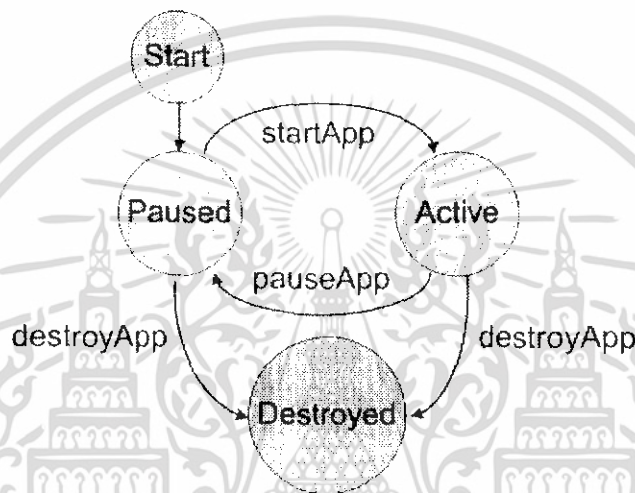 Start
startApp
Paused
Active
pauseApp
destroyApp
destroyApp
Destroyed